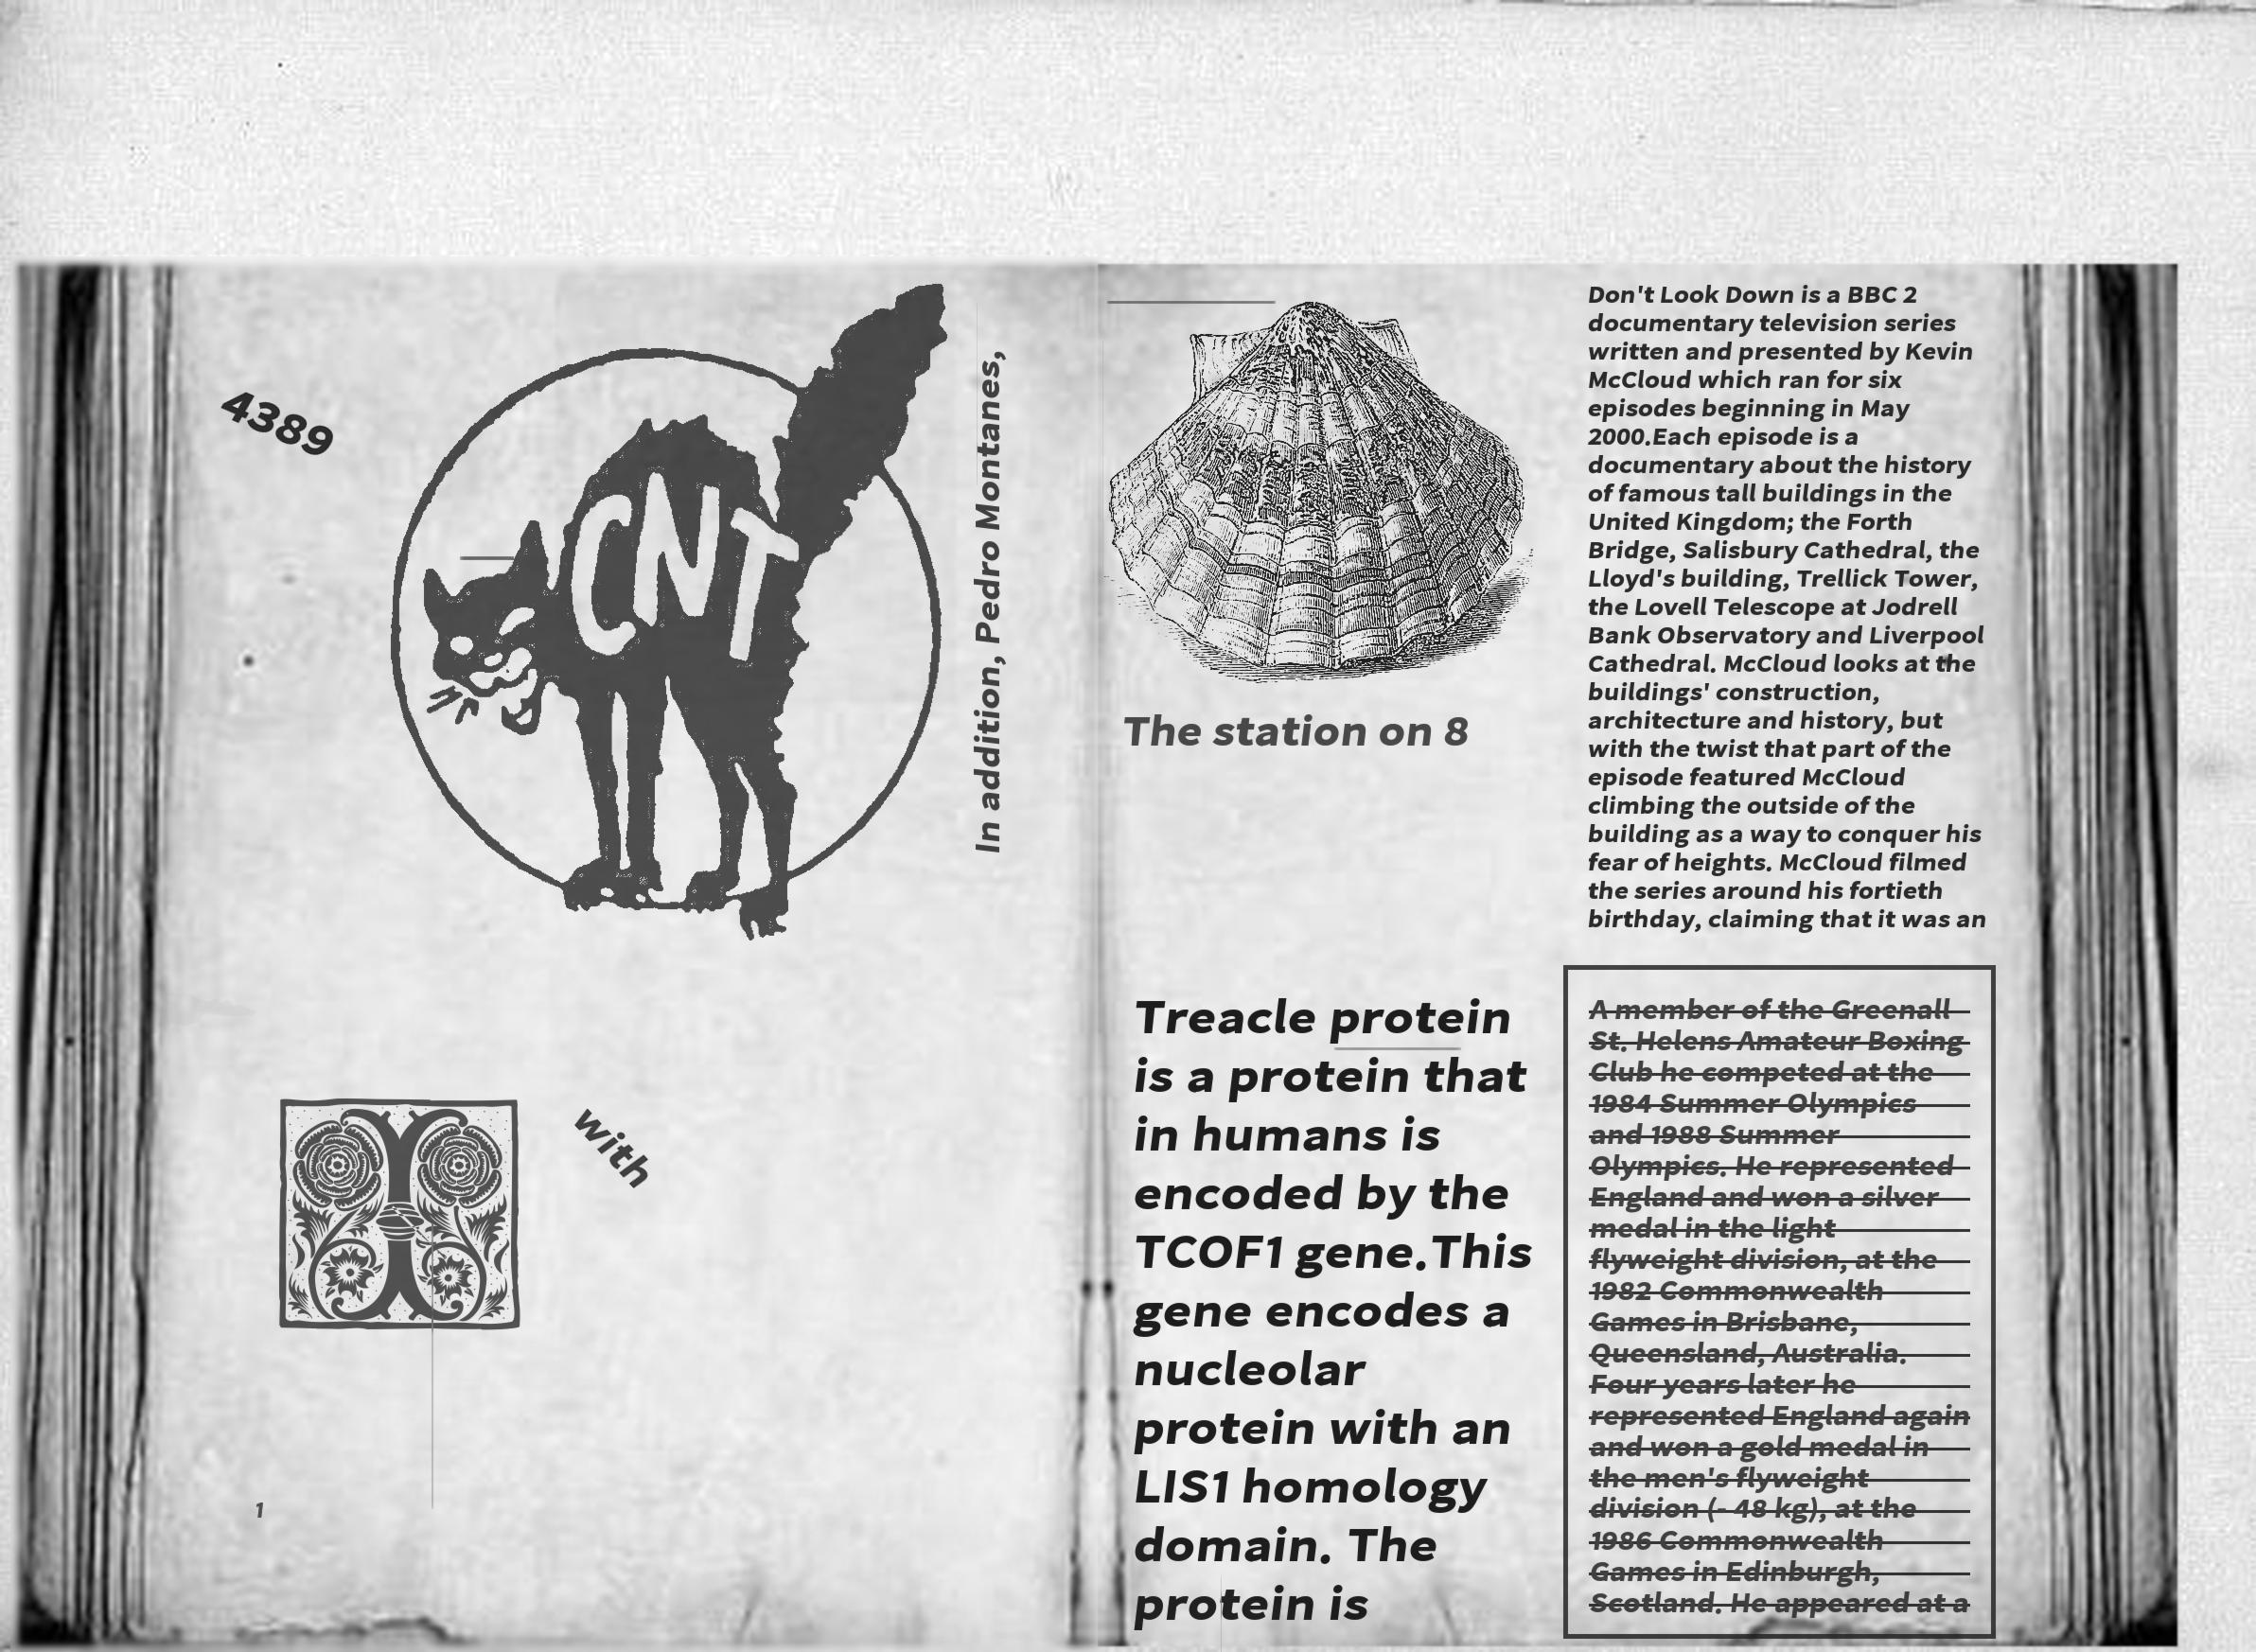 4389
CNT
In addition, Pedro Montanes,
with
1
The station on 8
Treacle protein
is a protein that
in humans is
encoded by the
TCOF1 gene.This
gene encodes a
nucleolar
protein with an
LIS1 homology
domain. The
protein is
Don't Look Down is a BBC 2
documentary television series
written and presented by Kevin
McCloud which ran for six
episodes beginning in May
2000.Each episode is a
documentary about the history
of famous tall buildings in the
United Kingdom; the Forth
Bridge, Salisbury Cathedral, the
Lloyd's building, Trellick Tower,
the Lovell Telescope at Jodrell
Bank Observatory and Liverpool
Cathedral. McCloud looks at the
buildings' construction,
architecture and history, but
with the twist that part of the
episode featured McCloud
climbing the outside of the
building as a way to conquer his
fear of heights. McCloud filmed
the series around his fortieth
birthday, claiming that it was an
A member of the Greenall
St. Helens Amateur Boxing
Club he competed at the
1984 Summer Olympics
and 1988 Summer
Olympics. He represented
England and won a silver
medal in the light
flyweight division, at the
1982 Commonwealth
Games in Brisbane,
Queensland, Australia.
Four years later he
represented England again
and won a gold medal in
the men's flyweight
division (- 48 kg), at the
1986 Commonwealth
Games in Edinburgh,
Scotland. He appeared at a